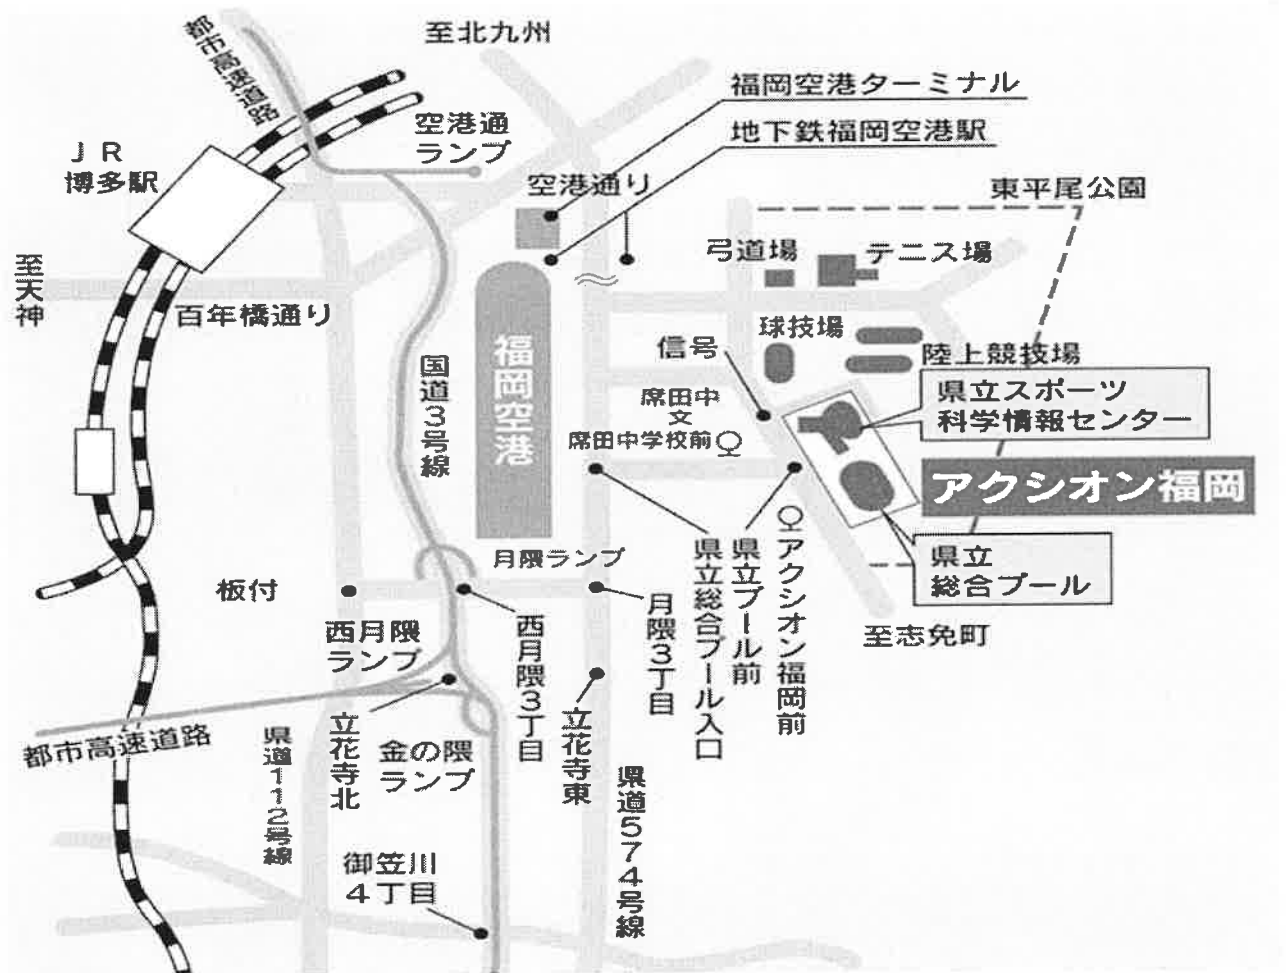 都市高速道路
至北九州
福岡空港ターミナル
地下鉄福岡空港駅
空港通
ランプ
ＪＲ
博多駅
空港通り
東平尾公園
至天神
百年橋通り
弓道場
テニス場
球技場
信号
陸上競技場
国道3号線
福岡空港
席田中
文
席田中学校前
県立スポーツ
科学情報センター
アクシオン福岡
県立
総合プール
月隈ランプ
板付
西月隈
ランプ
西月隈3丁目
月隈3丁目
県立総合プール入口
県立プール前
アクシオン福岡前
至志免町
都市高速道路
県道112号線
立花寺北
金の隈
ランプ
立花寺東
県道574号線
御笠川
4丁目